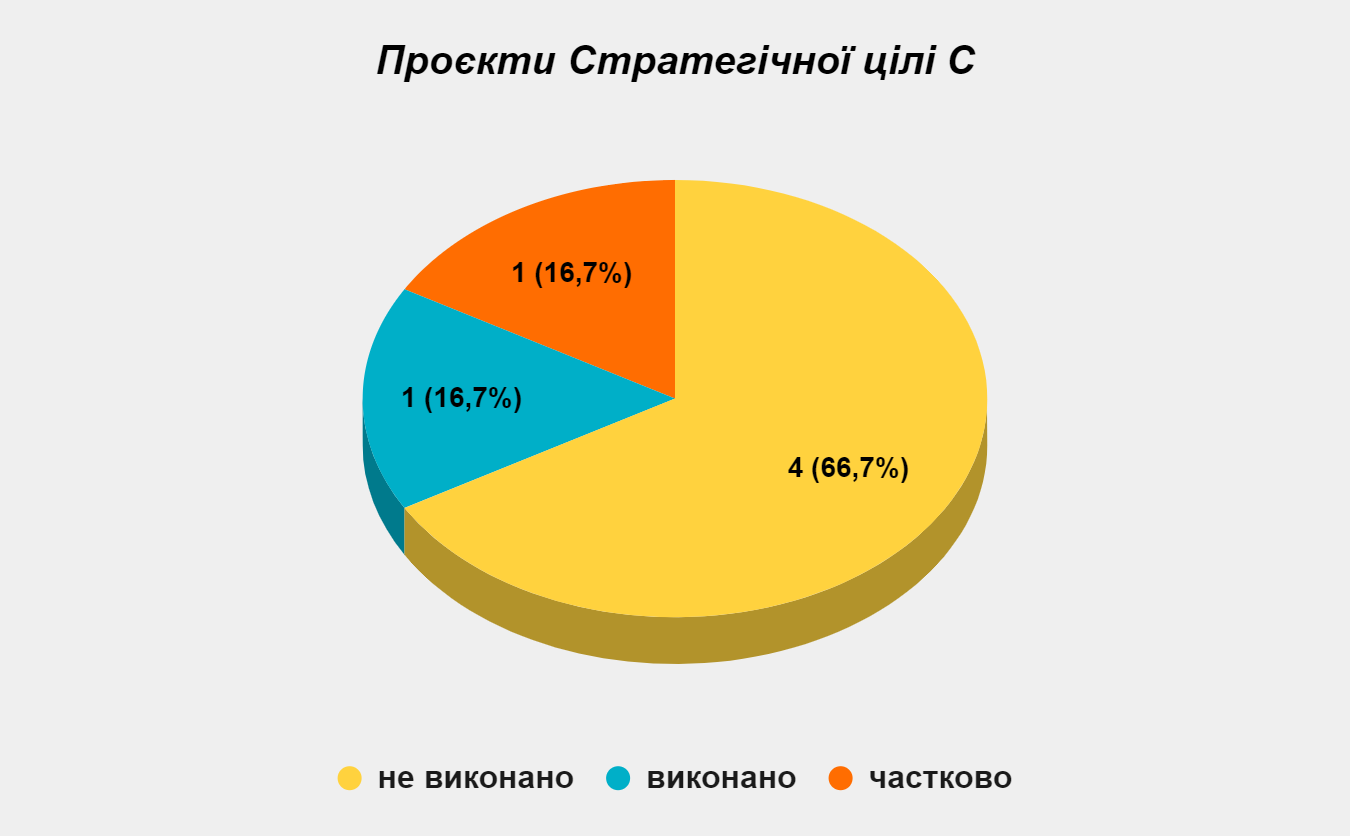 Проєкти Стратегічної цілі С
1 (16,7%)
1 (16,7%)
4 (66,7%)
не виконано виконано частково